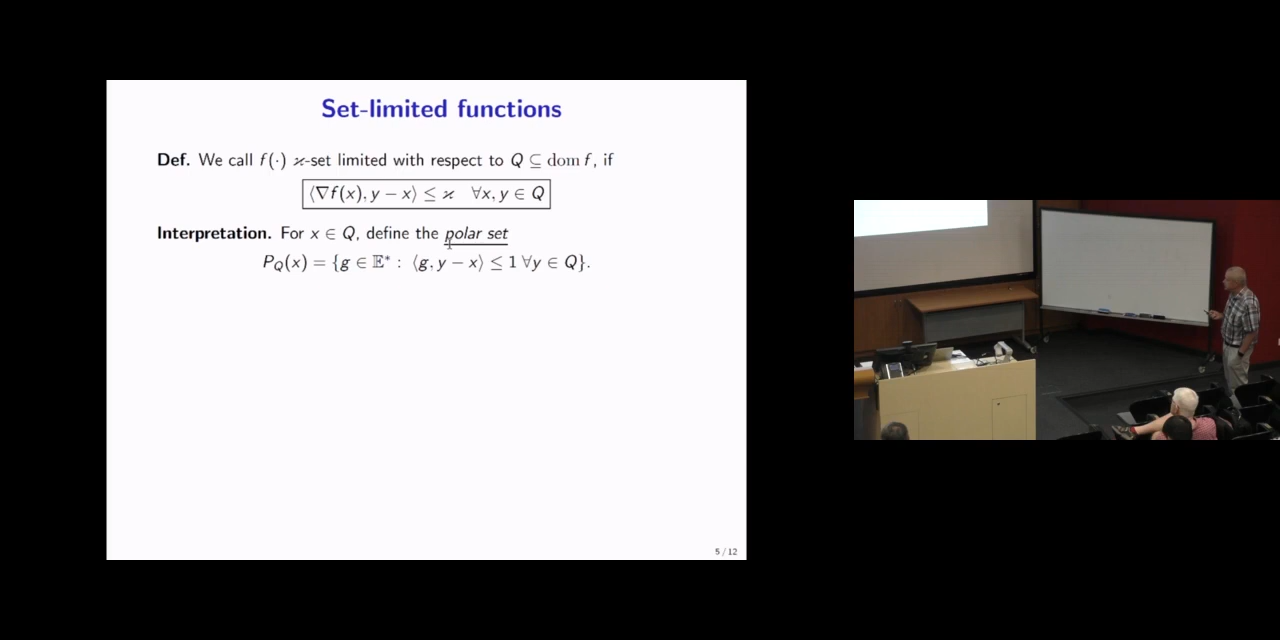 Set-limited functions
Def. We call f(·) ϰ-set limited with respect to Q ⊆ dom f, if
⟨∇f(x), y − x⟩ ≤ ϰ ∀x, y ∈ Q
Interpretation. For x ∈ Q, define the polar set
P_Q(x) = {g ∈ 𝔼* : ⟨g, y − x⟩ ≤ 1 ∀y ∈ Q}.
5 / 12